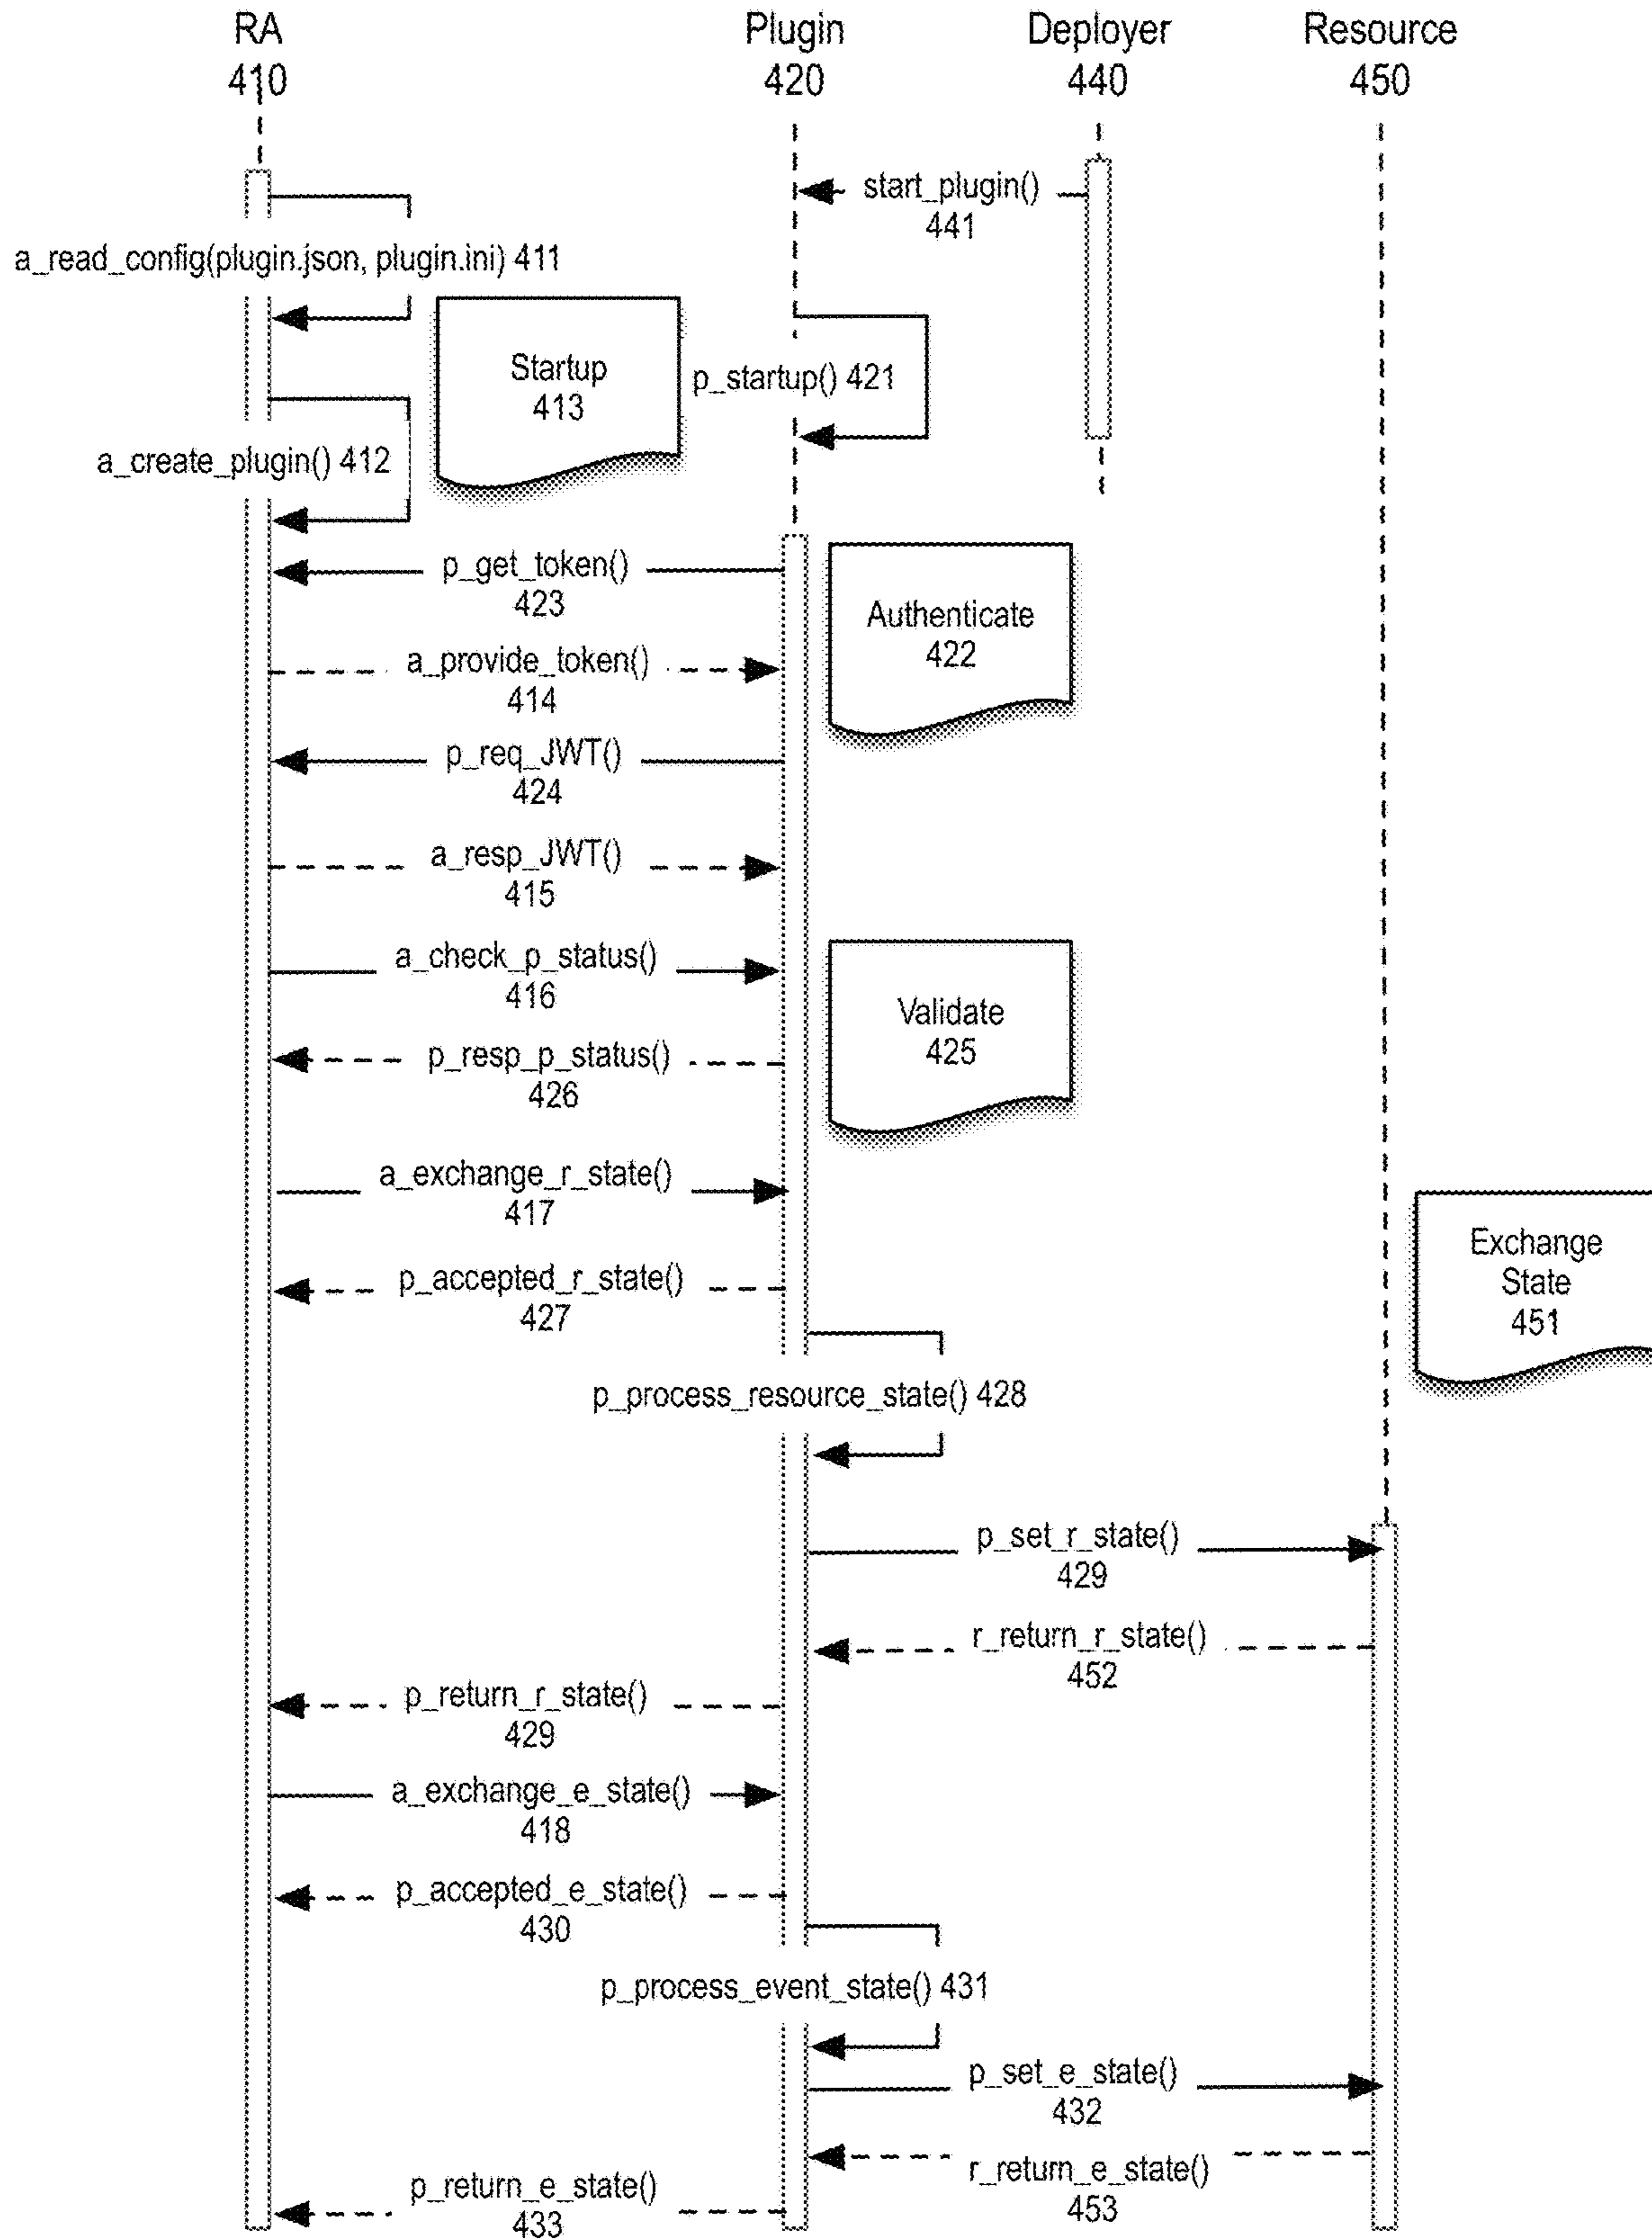 RA
410
Plugin
420
Deployer
440
Resource
450
start_plugin()
441
a_read_config(plugin.json, plugin.ini) 411
Startup
413
p_startup() 421
a_create_plugin() 412
p_get_token()
423
Authenticate
422
a_provide_token()
414
p_req_JWT()
424
a_resp_JWT()
415
a_check_p_status()
416
Validate
425
p_resp_p_status()
426
a_exchange_r_state()
417
Exchange
State
451
p_accepted_r_state()
427
p_process_resource_state() 428
p_set_r_state()
429
r_return_r_state()
452
p_return_r_state()
429
a_exchange_e_state()
418
p_accepted_e_state()
430
p_process_event_state() 431
p_set_e_state()
432
r_return_e_state()
453
p_return_e_state()
433